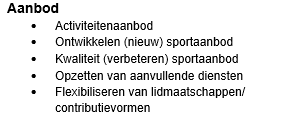 Aanbod
• Activiteitenaanbod
• Ontwikkelen (nieuw) sportaanbod
• Kwaliteit (verbeteren) sportaanbod
• Opzetten van aanvullende diensten
• Flexibiliseren van lidmaatschappen/
contributievormen